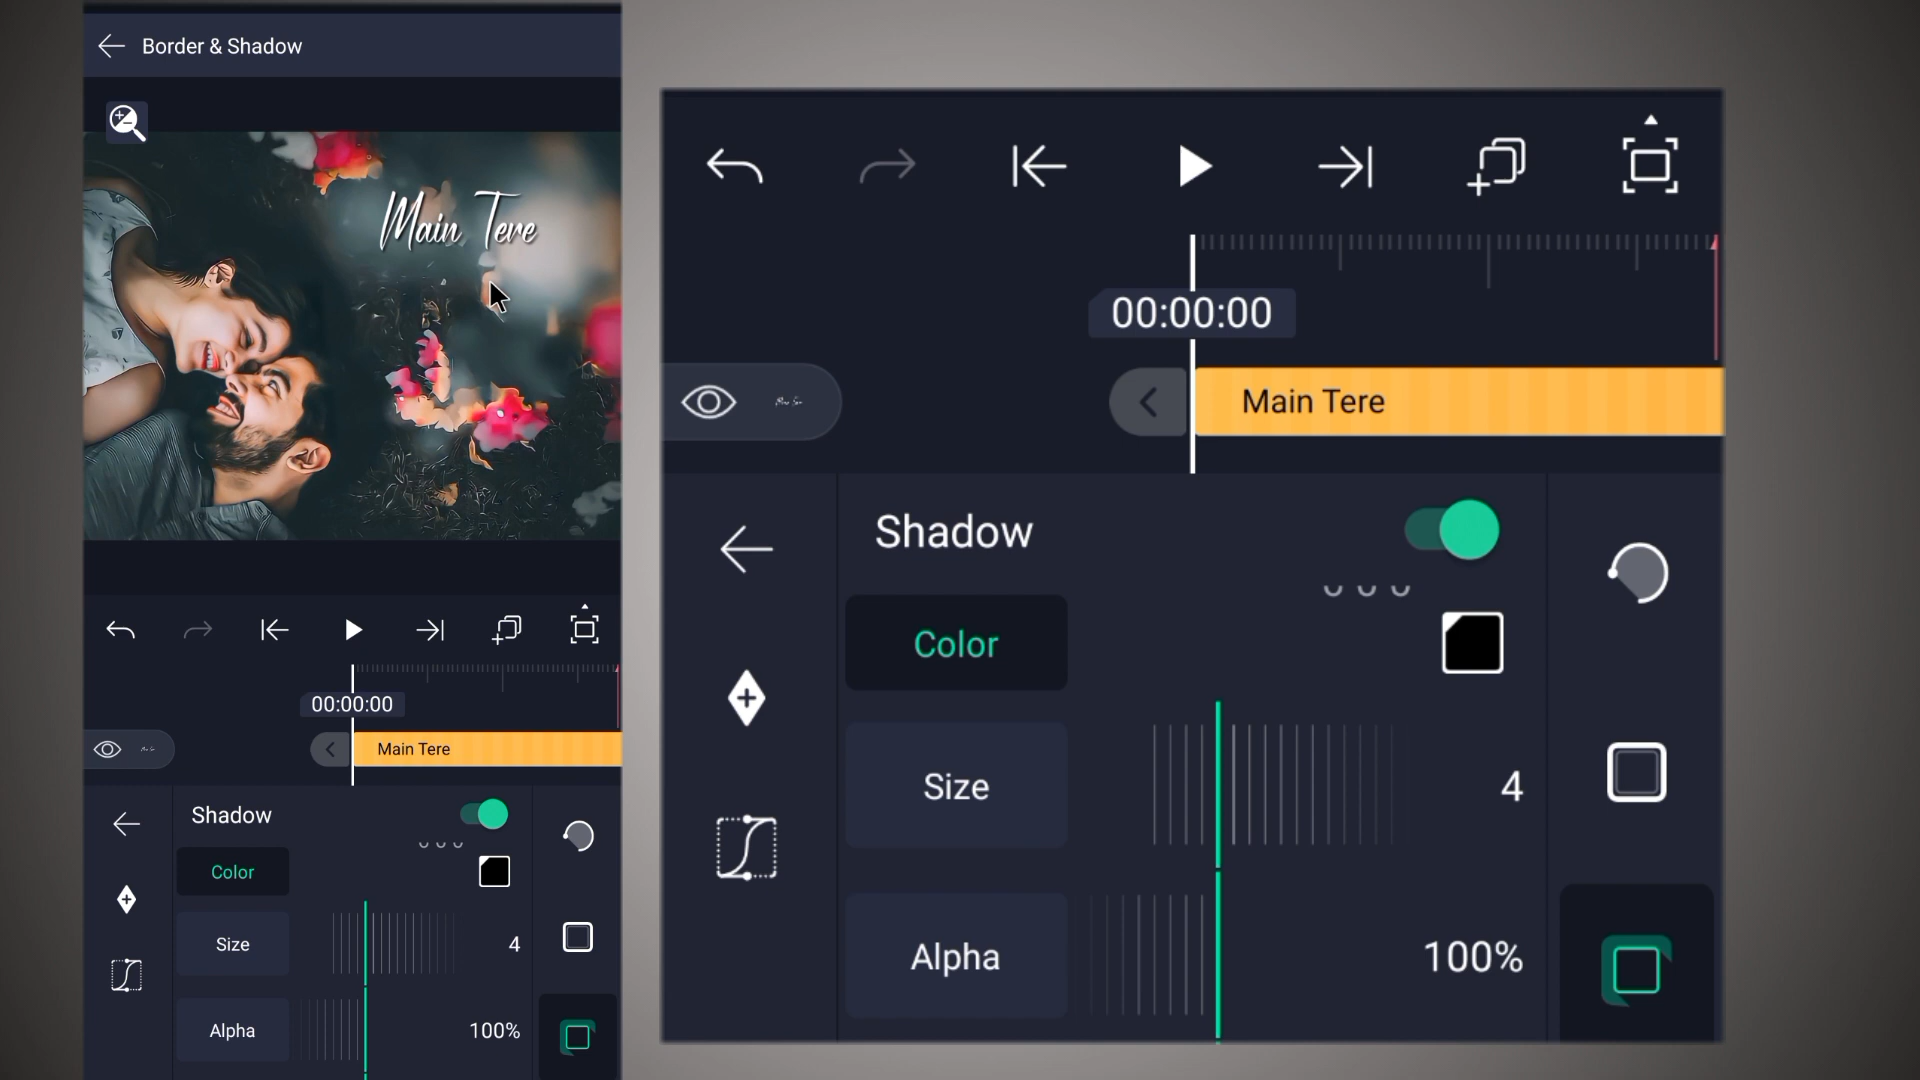 Border & Shadow
Main Tere
00:00:00
Main Tere
Shadow
Color
Size
4
Alpha
100%
00:00:00
Main Tere
Shadow
Color
Size
4
Alpha
100%